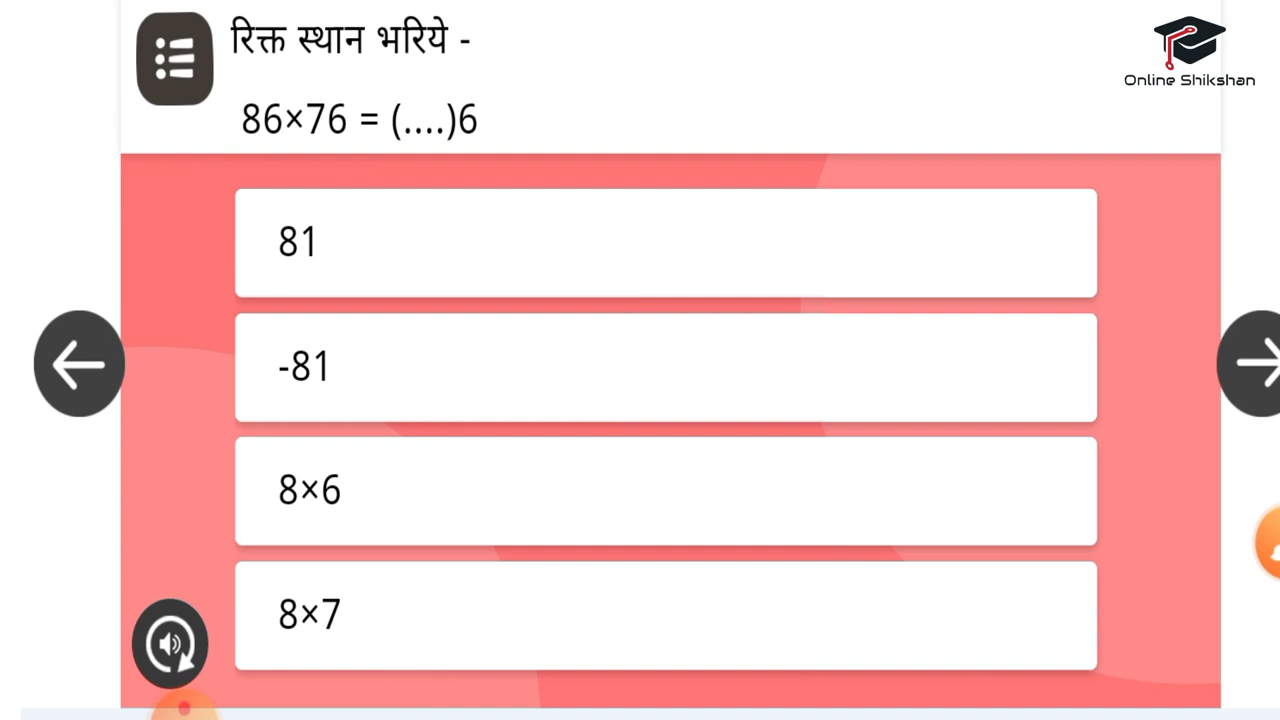 रिक्त स्थान भरिये -
Online Shikshan
86×76 = (....)6
81
-81
8×6
8×7